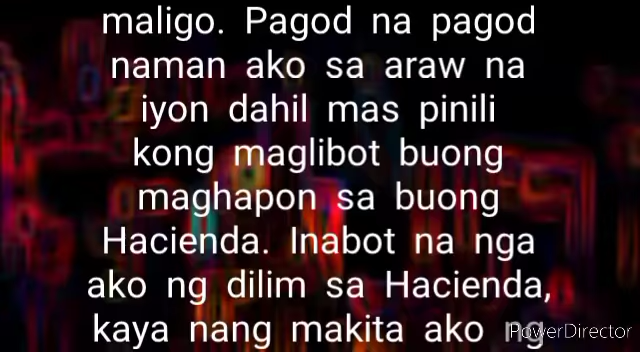 maligo. Pagod na pagod
naman ako sa araw na
iyon dahil mas pinili
kong maglibot buong
maghapon sa buong
Hacienda. Inabot na nga
ako ng dilim sa Hacienda,
kaya nang makita ako ng
PowerDirector